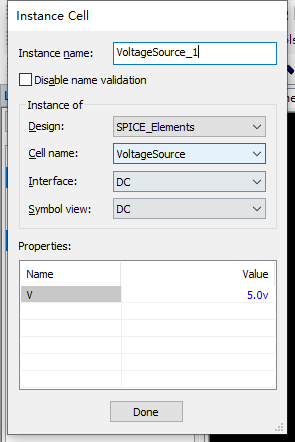 Instance Cell
Instance name: VoltageSource_1
Disable name validation
Instance of
Design: SPICE_Elements
Cell name: VoltageSource
Interface: DC
Symbol view: DC
Properties:
Name Value
V 5.0v
Done